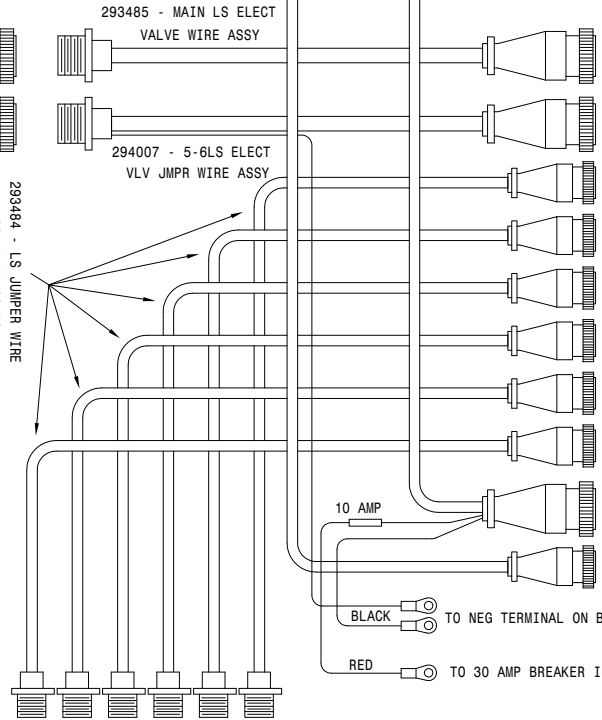 293485 - MAIN LS ELECT
VALVE WIRE ASSY
294007 - 5-6LS ELECT
VLV JMPR WIRE ASSY
293484 - LS JUMPER WIRE
10 AMP
BLACK
TO NEG TERMINAL ON B
RED
TO 30 AMP BREAKER I